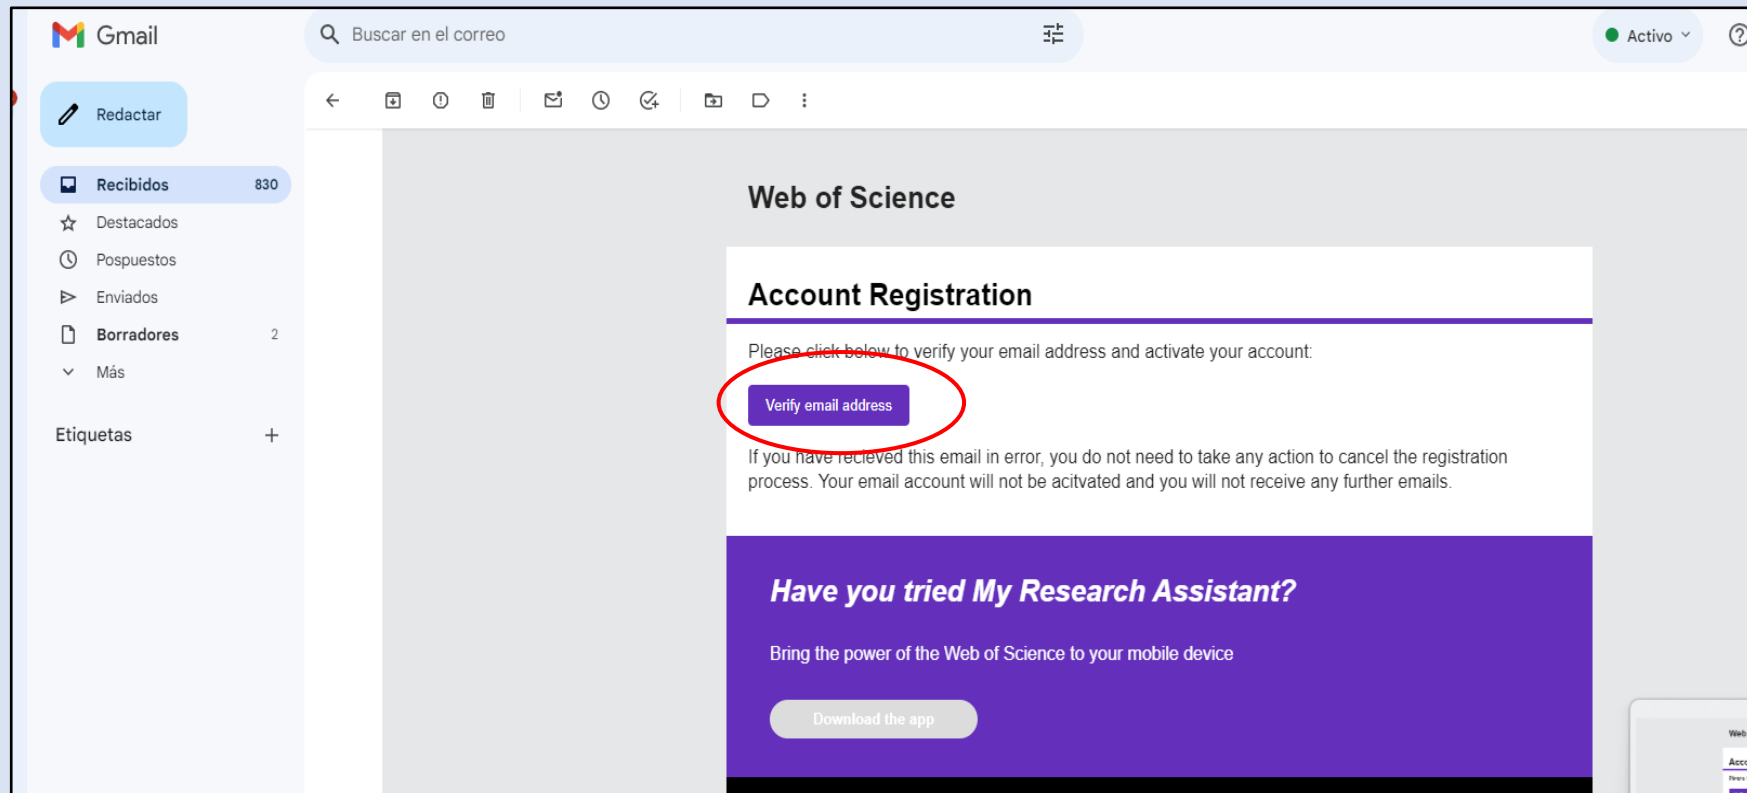 Gmail
Buscar en el correo
Activo
Redactar
Recibidos 830
Destacados
Pospuestos
Enviados
Borradores 2
Más
Etiquetas
Web of Science
Account Registration
Please click below to verify your email address and activate your account:
Verify email address
If you have recieved this email in error, you do not need to take any action to cancel the registration
process. Your email account will not be acitvated and you will not receive any further emails.
Have you tried My Research Assistant?
Bring the power of the Web of Science to your mobile device
Download the app
Web
Acco